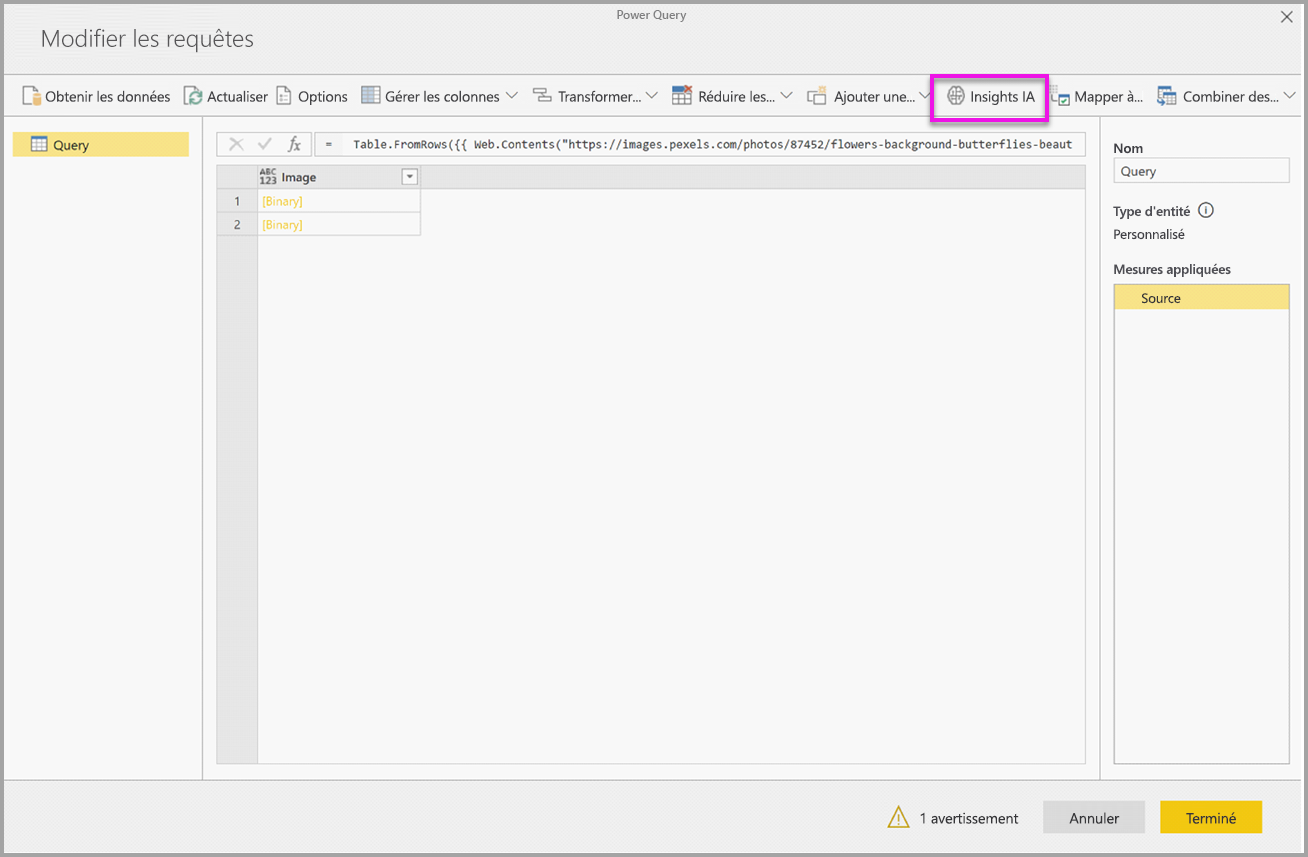 Power Query
Modifier les requêtes
Obtenir les données Actualiser Options Gérer les colonnes Transformer... Réduire les... Ajouter une... Insights IA Mapper à... Combiner des...
Query
fx = Table.FromRows({{ Web.Contents("https://images.pexels.com/photos/87452/flowers-background-butterflies-beaut
ABC
123 Image
1 [Binary]
2 [Binary]
Nom
Query
Type d'entité
Personnalisé
Mesures appliquées
Source
1 avertissement Annuler Terminé